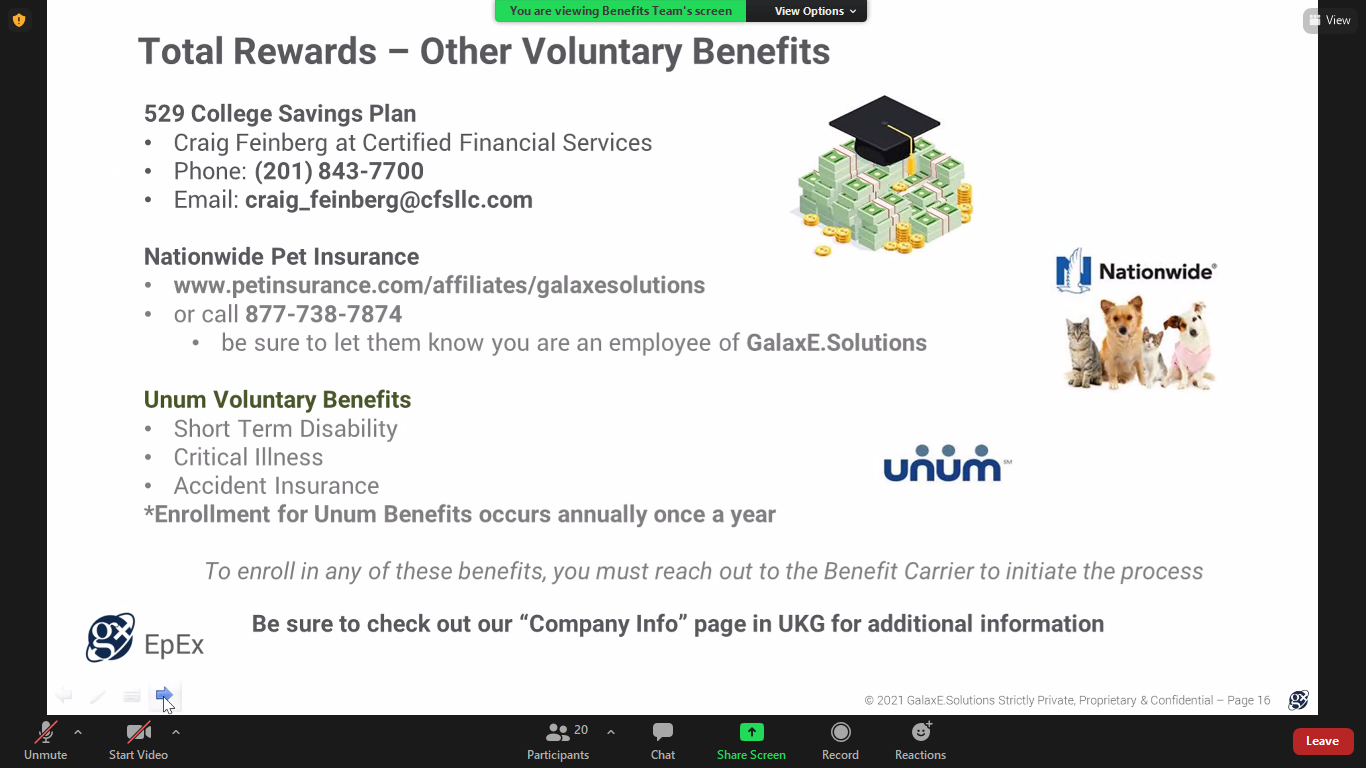 You are viewing Benefits Team's screen
View Options
View
Total Rewards – Other Voluntary Benefits
529 College Savings Plan
• Craig Feinberg at Certified Financial Services
• Phone: (201) 843-7700
• Email: craig_feinberg@cfsllc.com
Nationwide Pet Insurance
• www.petinsurance.com/affiliates/galaxesolutions
• or call 877-738-7874
• be sure to let them know you are an employee of GalaxE.Solutions
N Nationwide®
Unum Voluntary Benefits
• Short Term Disability
• Critical Illness
• Accident Insurance
*Enrollment for Unum Benefits occurs annually once a year
unum℠
To enroll in any of these benefits, you must reach out to the Benefit Carrier to initiate the process
Be sure to check out our “Company Info” page in UKG for additional information
gx EpEx
© 2021 GalaxE.Solutions Strictly Private, Proprietary & Confidential – Page 16
gx
Unmute
Start Video
Participants
20
Chat
Share Screen
Record
Reactions
Leave